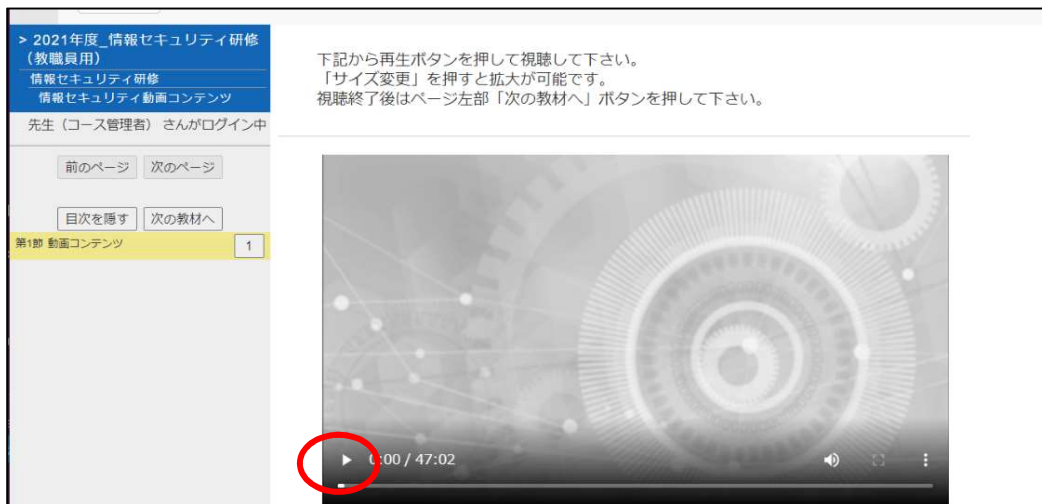 > 2021年度_情報セキュリティ研修
（教職員用）
情報セキュリティ研修
情報セキュリティ動画コンテンツ
先生（コース管理者） さんがログイン中
前のページ 次のページ
目次を隠す 次の教材へ
第1節 動画コンテンツ 1
下記から再生ボタンを押して視聴して下さい。
「サイズ変更」を押すと拡大が可能です。
視聴終了後はページ左部「次の教材へ」ボタンを押して下さい。
0:00 / 47:02